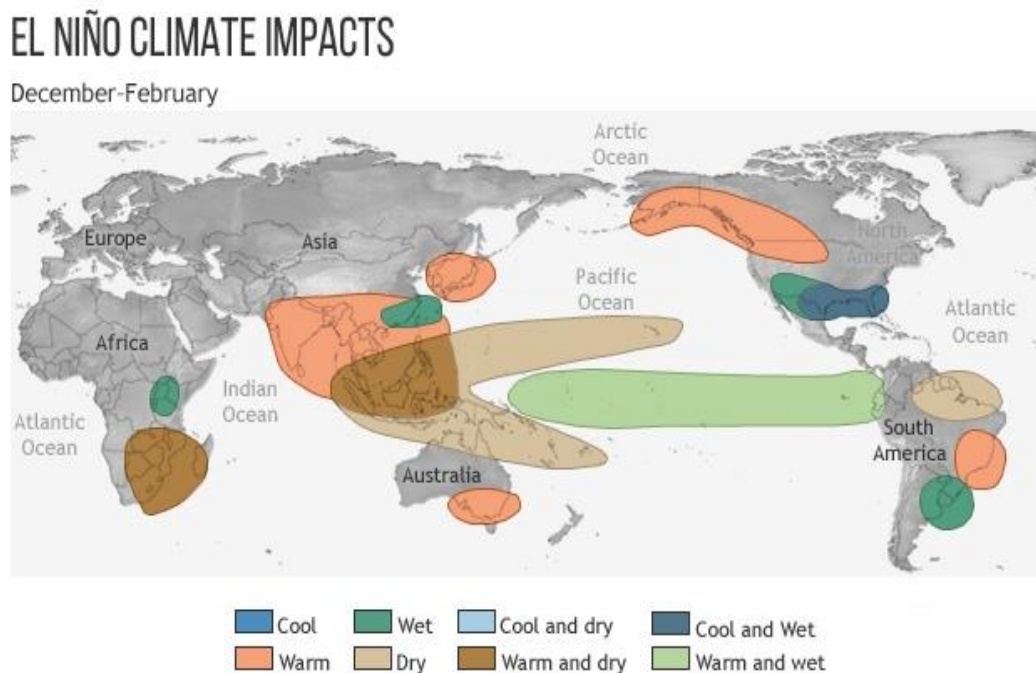 EL NIÑO CLIMATE IMPACTS
December-February
Arctic
Ocean
Europe
Asia
North
America
Pacific
Ocean
Atlantic
Ocean
Africa
Indian
Ocean
Atlantic
Ocean
South
America
Australia
Cool
Wet
Cool and dry
Cool and Wet
Warm
Dry
Warm and dry
Warm and wet